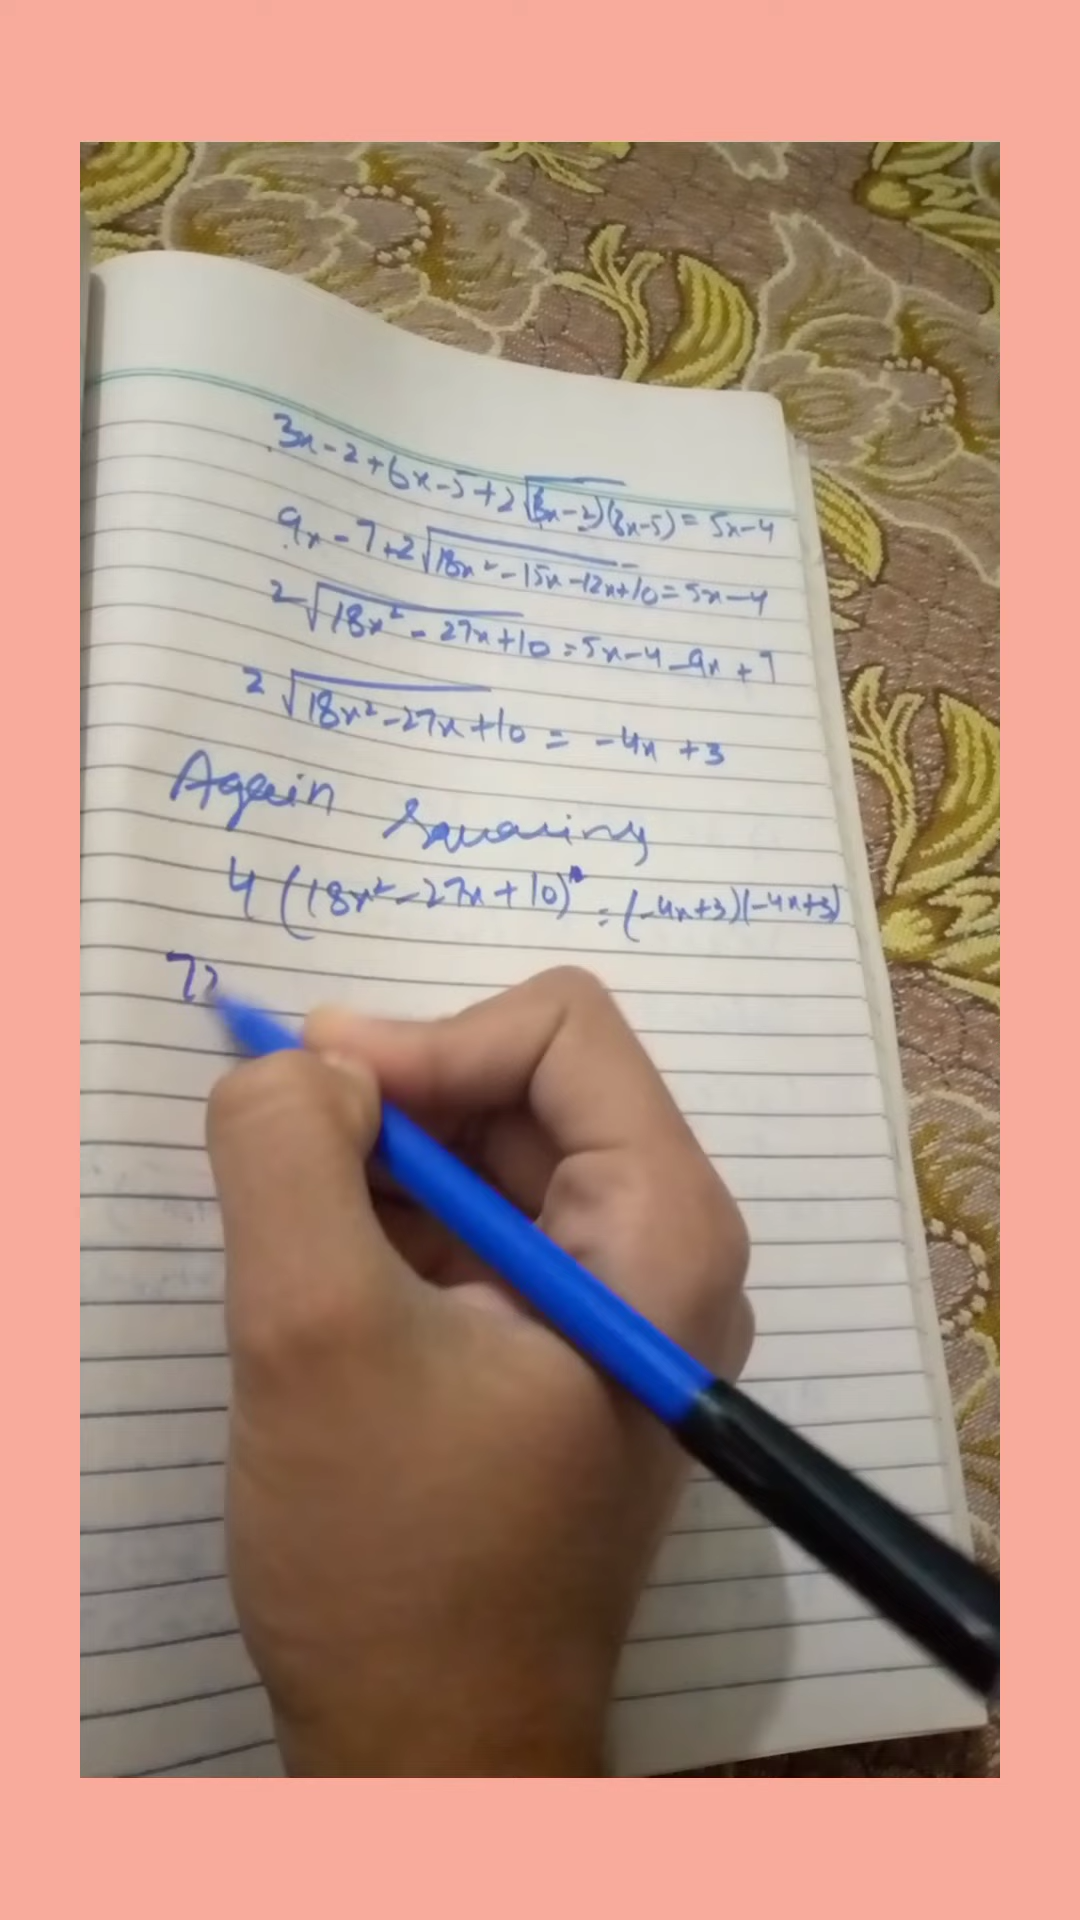 3x-2+6x-5+2√(3x-2)(6x-5) = 5x-4
9x-7+2√18x²-15x-12x+10 = 5x-4
2√18x²-27x+10 = 5x-4-9x+7
2√18x²-27x+10 = -4x+3
Again Squaring
4(18x²-27x+10) = (-4x+3)(-4x+3)
72